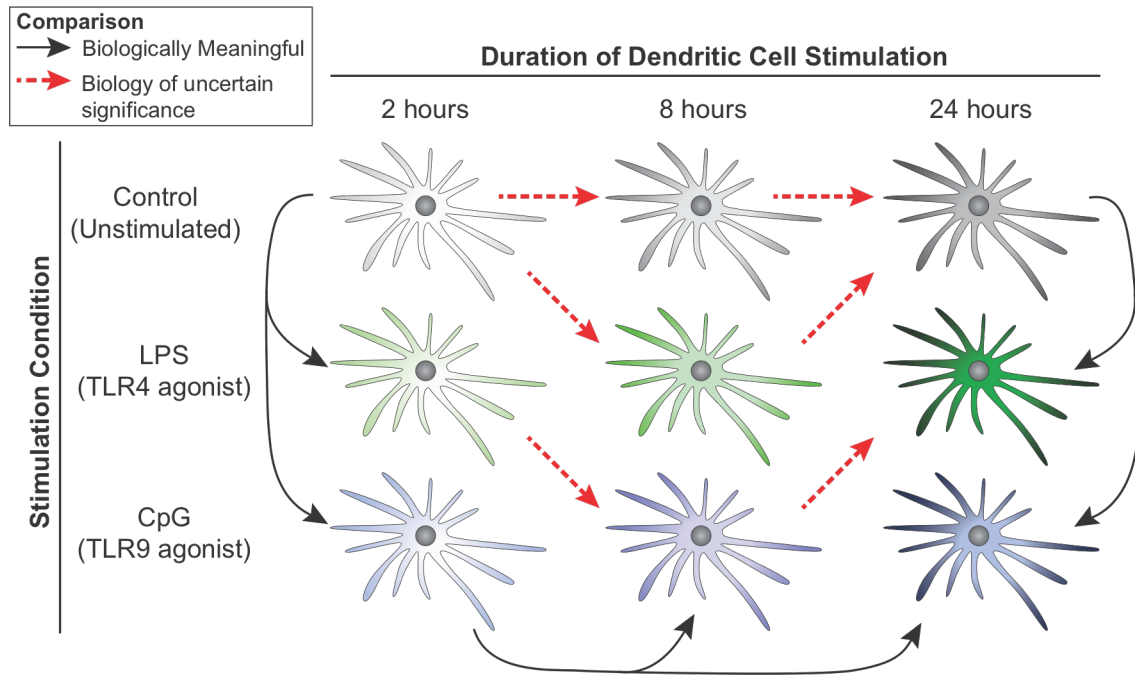 Comparison
Biologically Meaningful
Biology of uncertain
significance
Duration of Dendritic Cell Stimulation
2 hours
8 hours
24 hours
Stimulation Condition
Control
(Unstimulated)
LPS
(TLR4 agonist)
CpG
(TLR9 agonist)